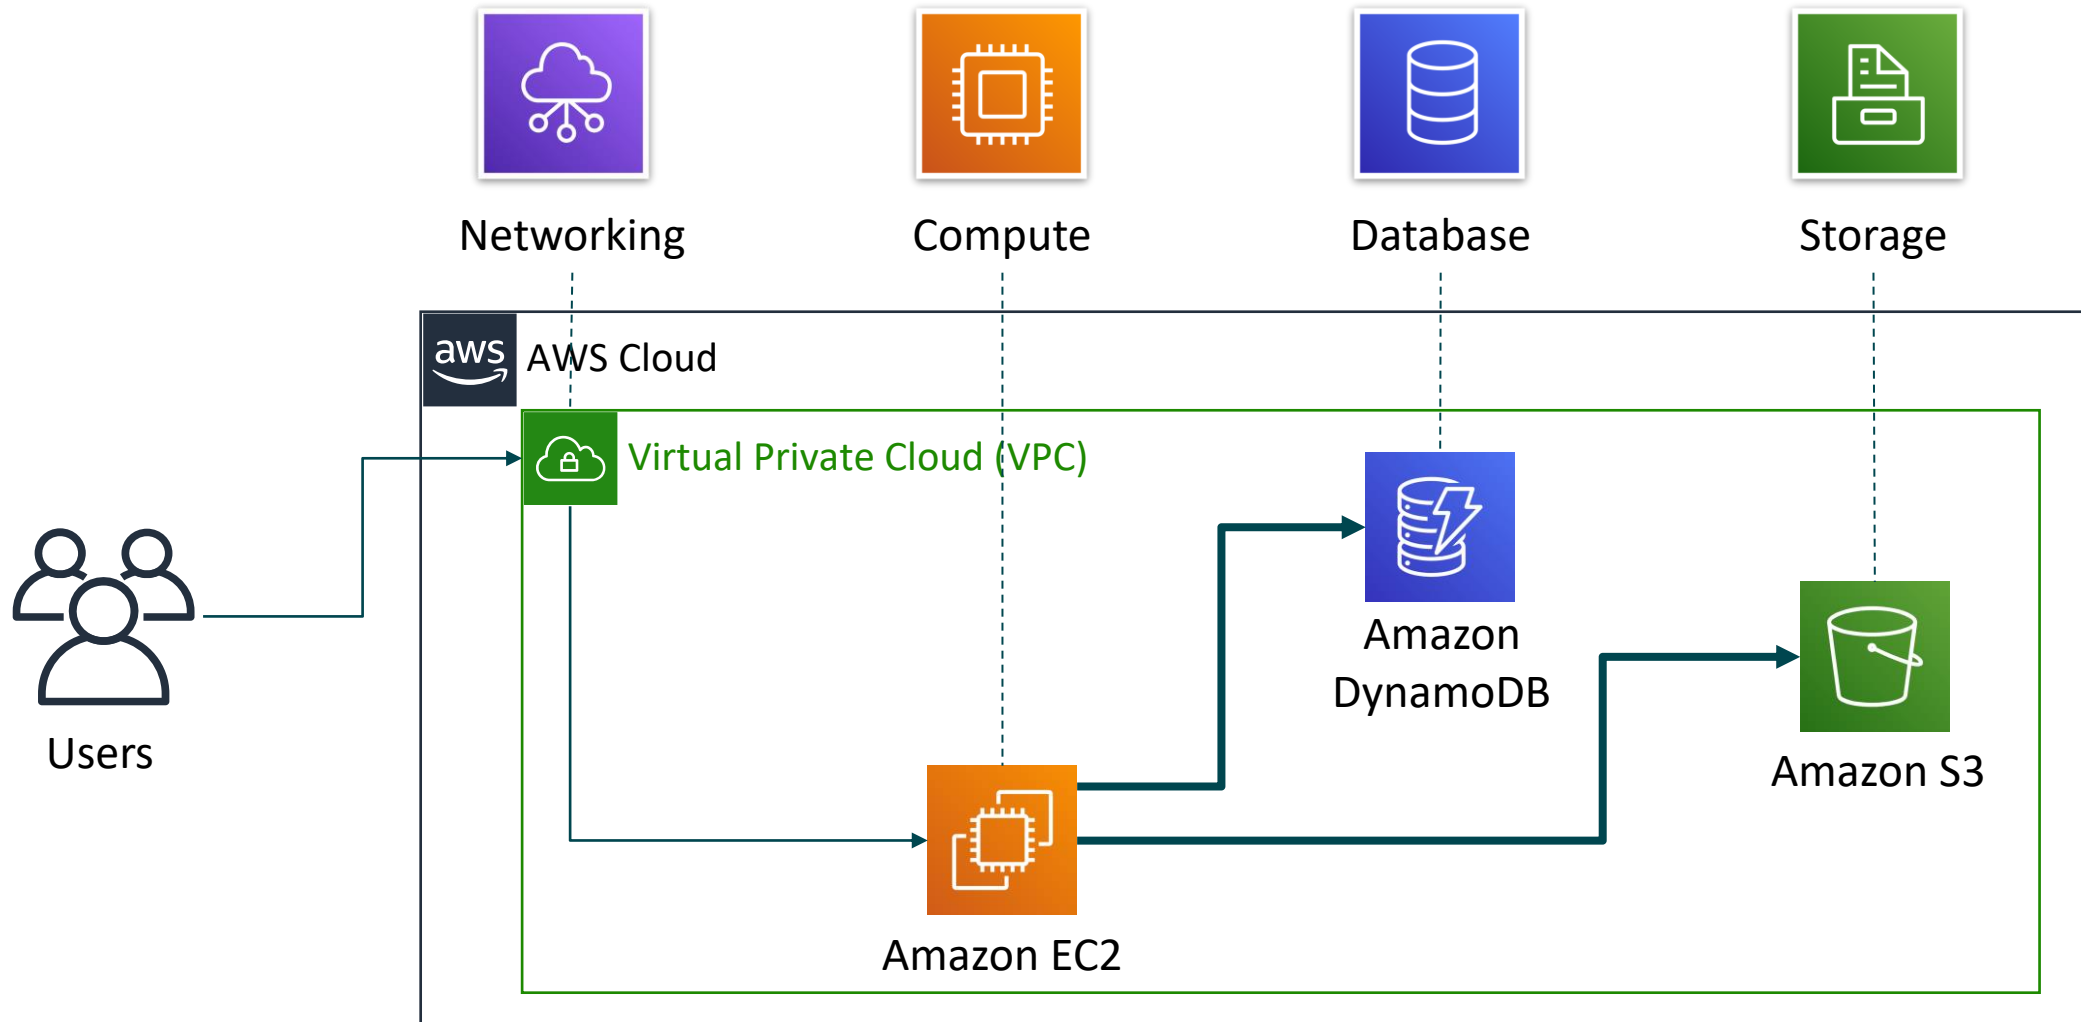 Networking
Compute
Database
Storage
aws
AWS Cloud
Virtual Private Cloud (VPC)
Amazon
DynamoDB
Users
Amazon S3
Amazon EC2